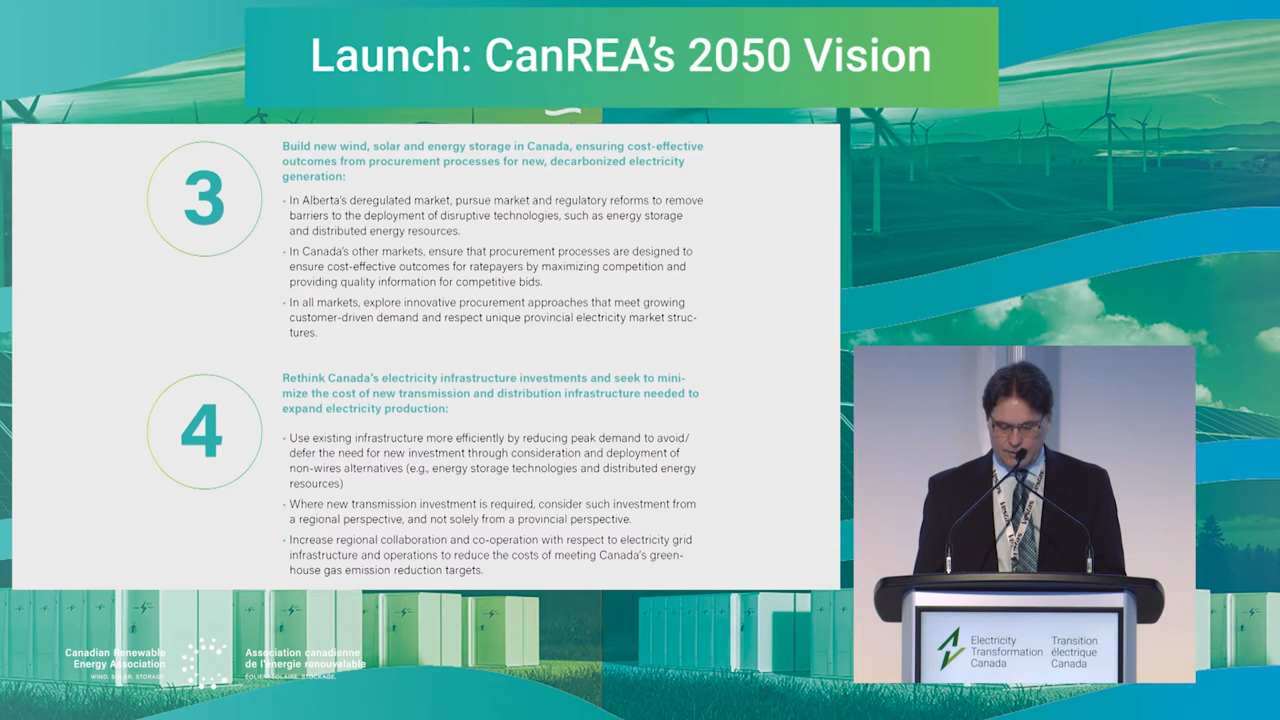 Launch: CanREA’s 2050 Vision
3
Build new wind, solar and energy storage in Canada, ensuring cost-effective
outcomes from procurement processes for new, decarbonized electricity
generation:
- In Alberta’s deregulated market, pursue market and regulatory reforms to remove
barriers to the deployment of disruptive technologies, such as energy storage
and distributed energy resources.
- In Canada’s other markets, ensure that procurement processes are designed to
ensure cost-effective outcomes for ratepayers by maximizing competition and
providing quality information for competitive bids.
- In all markets, explore innovative procurement approaches that meet growing
customer-driven demand and respect unique provincial electricity market struc-
tures.
4
Rethink Canada’s electricity infrastructure investments and seek to mini-
mize the cost of new transmission and distribution infrastructure needed to
expand electricity production:
- Use existing infrastructure more efficiently by reducing peak demand to avoid/
defer the need for new investment through consideration and deployment of
non-wires alternatives (e.g., energy storage technologies and distributed energy
resources)
- Where new transmission investment is required, consider such investment from
a regional perspective, and not solely from a provincial perspective.
- Increase regional collaboration and co-operation with respect to electricity grid
infrastructure and operations to reduce the costs of meeting Canada’s green-
house gas emission reduction targets.
Canadian Renewable
Energy Association
WIND. SOLAR. STORAGE.
Association canadienne
de l’énergie renouvelable
ÉOLIEN. SOLAIRE. STOCKAGE.
Vestas
Electricity
Transformation
Canada
Transition
électrique
Canada